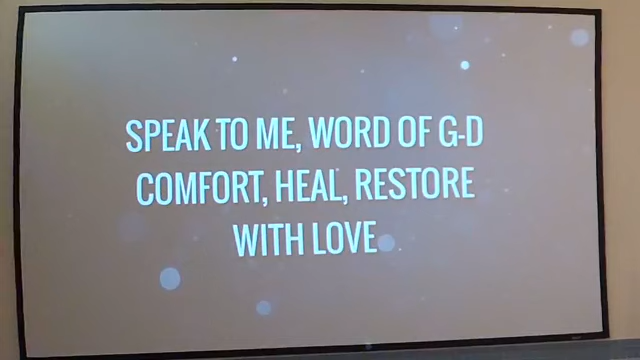 SPEAK TO ME, WORD OF G-D
COMFORT, HEAL, RESTORE
WITH LOVE